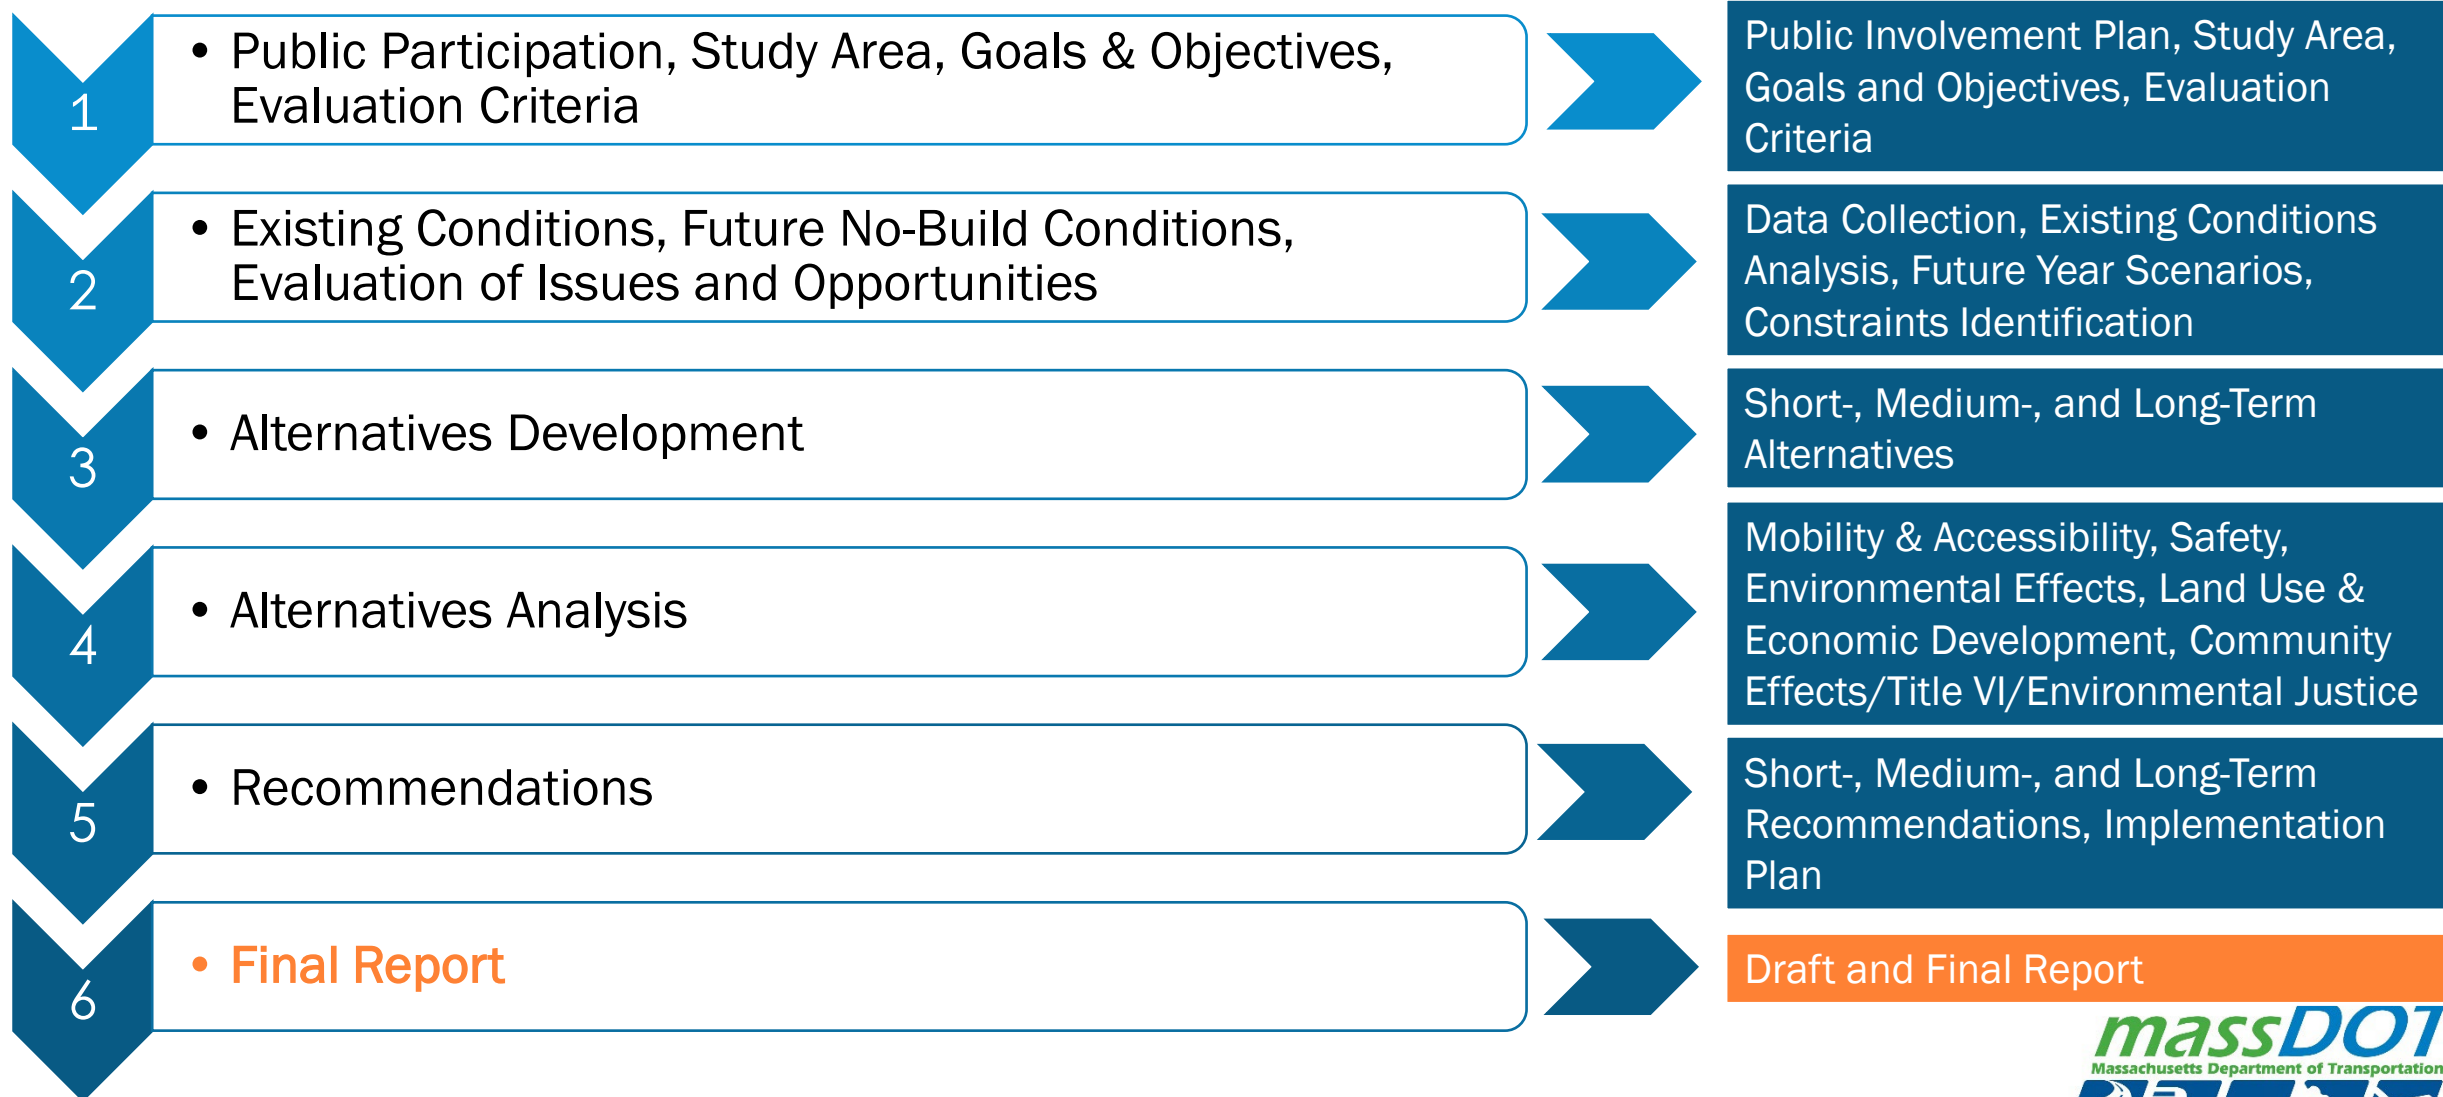 1
• Public Participation, Study Area, Goals & Objectives,
Evaluation Criteria
Public Involvement Plan, Study Area,
Goals and Objectives, Evaluation
Criteria
2
• Existing Conditions, Future No-Build Conditions,
Evaluation of Issues and Opportunities
Data Collection, Existing Conditions
Analysis, Future Year Scenarios,
Constraints Identification
3
• Alternatives Development
Short-, Medium-, and Long-Term
Alternatives
4
• Alternatives Analysis
Mobility & Accessibility, Safety,
Environmental Effects, Land Use &
Economic Development, Community
Effects/Title VI/Environmental Justice
5
• Recommendations
Short-, Medium-, and Long-Term
Recommendations, Implementation
Plan
6
• Final Report
Draft and Final Report
massDOT
Massachusetts Department of Transportation